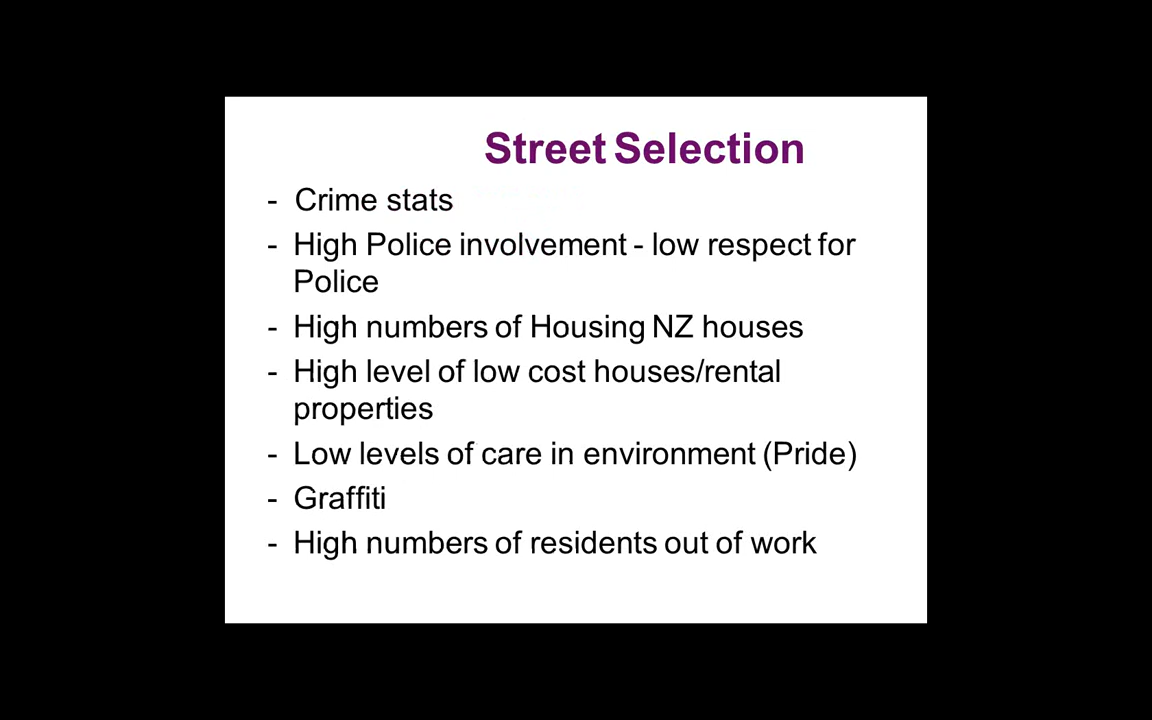 Street Selection
- Crime stats
- High Police involvement - low respect for
Police
- High numbers of Housing NZ houses
- High level of low cost houses/rental
properties
- Low levels of care in environment (Pride)
- Graffiti
- High numbers of residents out of work